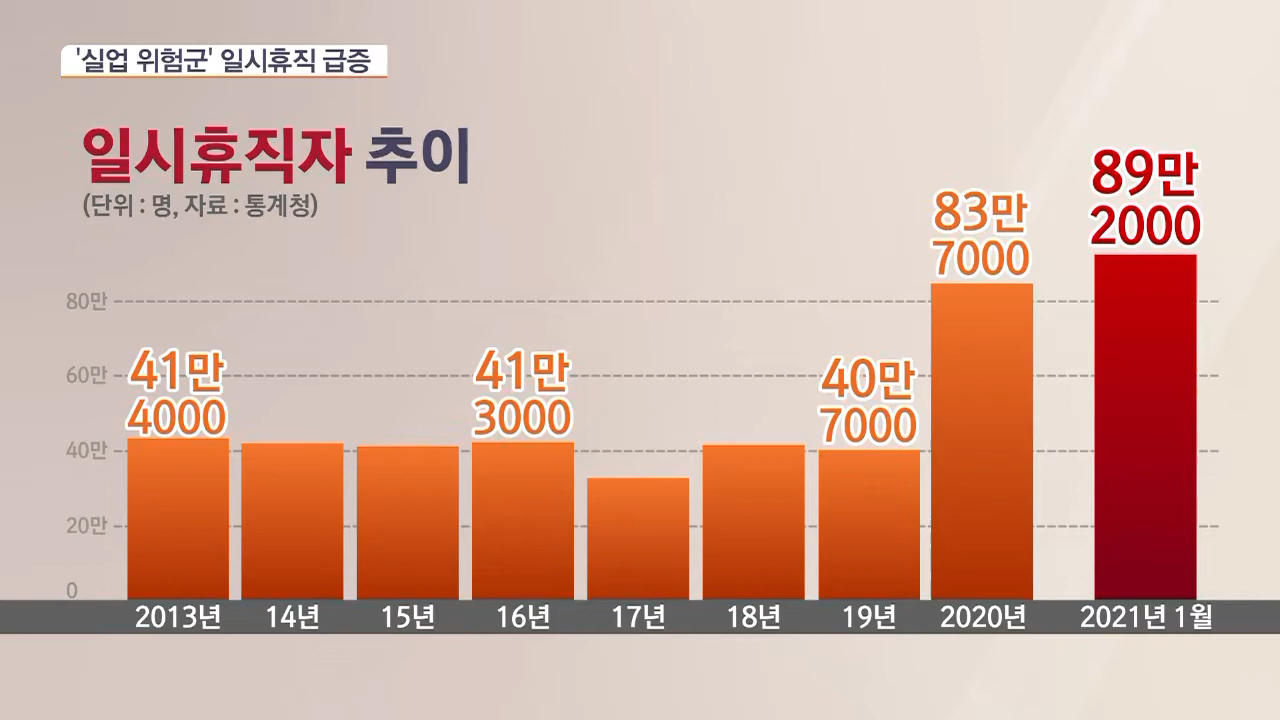 '실업 위험군' 일시휴직 급증
일시휴직자 추이
(단위 : 명, 자료 : 통계청)
89만
2000
83만
7000
80만
60만
41만
4000
41만
3000
40만
7000
40만
20만
0
2013년 14년 15년 16년 17년 18년 19년 2020년 2021년 1월